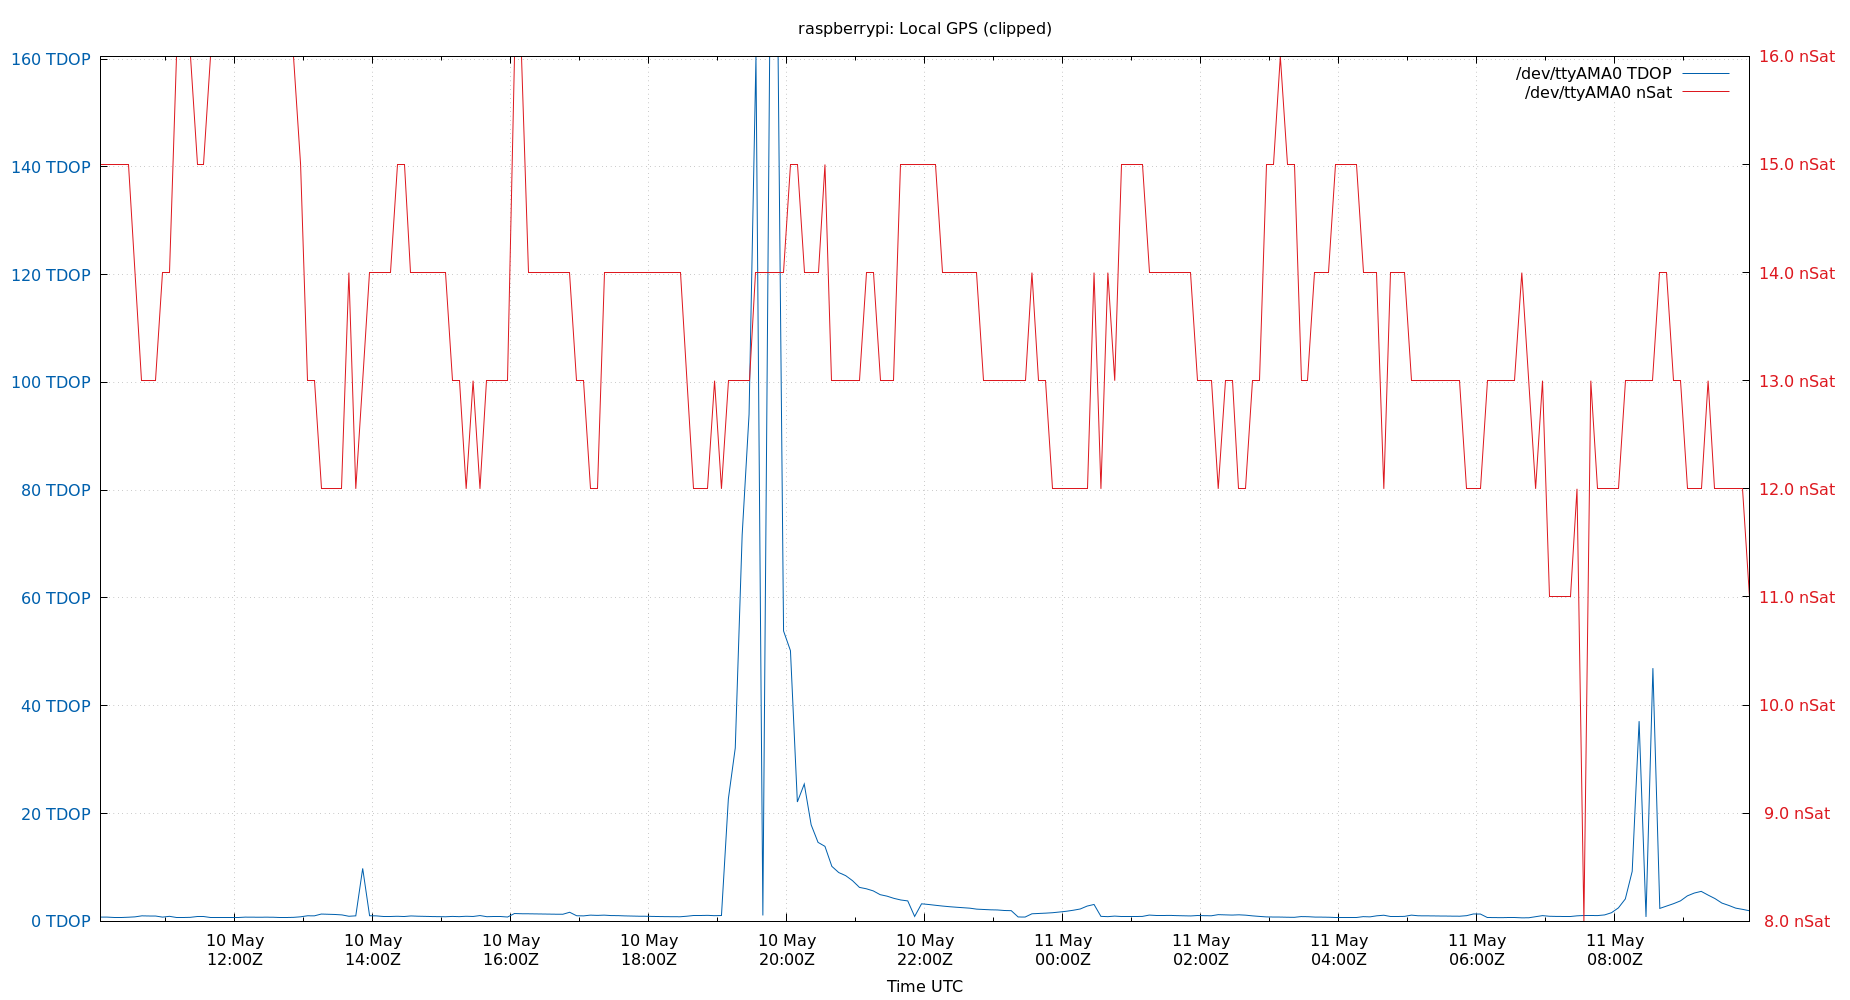 raspberrypi: Local GPS (clipped)
160 TDOP
140 TDOP
120 TDOP
100 TDOP
80 TDOP
60 TDOP
40 TDOP
20 TDOP
0 TDOP
/dev/ttyAMA0 TDOP
/dev/ttyAMA0 nSat
16.0 nSat
15.0 nSat
14.0 nSat
13.0 nSat
12.0 nSat
11.0 nSat
10.0 nSat
9.0 nSat
8.0 nSat
10 May
12:00Z
10 May
14:00Z
10 May
16:00Z
10 May
18:00Z
10 May
20:00Z
10 May
22:00Z
11 May
00:00Z
11 May
02:00Z
11 May
04:00Z
11 May
06:00Z
11 May
08:00Z
Time UTC